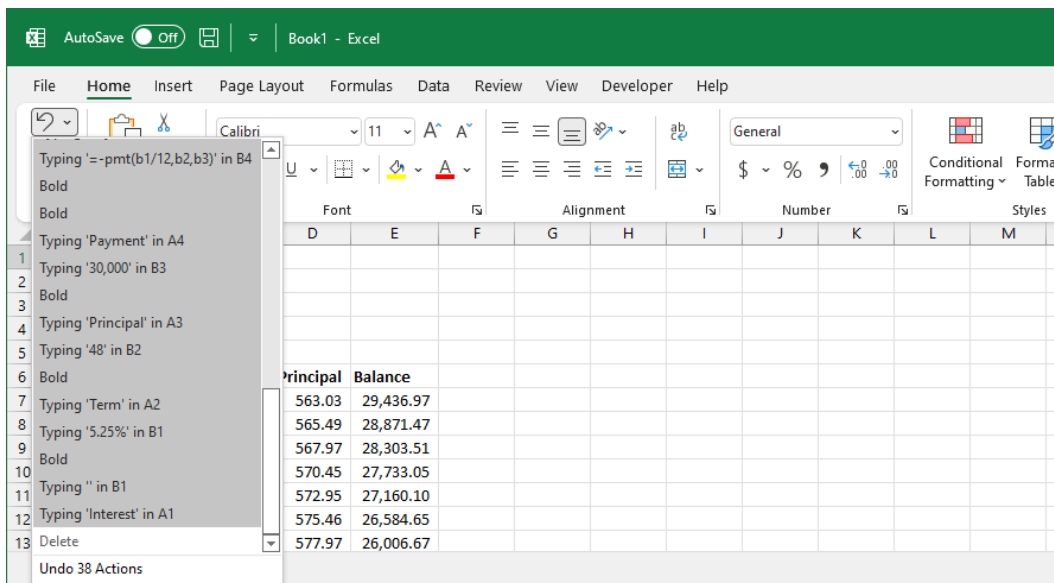 AutoSave Off Book1 - Excel
File Home Insert Page Layout Formulas Data Review View Developer Help
Calibri 11 A A ab General Conditional Formatting
U A $ % 9 .00 .00
Font Alignment Number Styles
Typing '=-pmt(b1/12,b2,b3)' in B4
Bold
Bold
Typing 'Payment' in A4
Typing '30,000' in B3
Bold
Typing 'Principal' in A3
Typing '48' in B2
Bold
Typing 'Term' in A2
Typing '5.25%' in B1
Bold
Typing '' in B1
Typing 'Interest' in A1
Delete
Undo 38 Actions
D E F G H I J K L M
1
2
3
4
5
6 Principal Balance
7 563.03 29,436.97
8 565.49 28,871.47
9 567.97 28,303.51
10 570.45 27,733.05
11 572.95 27,160.10
12 575.46 26,584.65
13 577.97 26,006.67